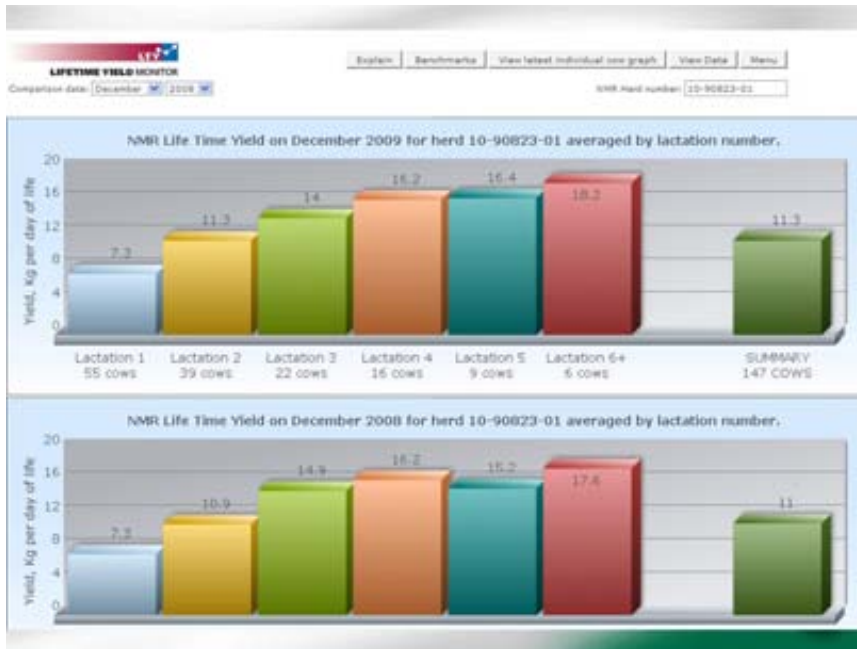 LTY
LIFETIME YIELD MONITOR
Explain Benchmarks View latest individual cow graph View Data Menu
Comparison date: December 2008 NMR Herd number: 10-90823-01
NMR Life Time Yield on December 2009 for herd 10-90823-01 averaged by lactation number.
Yield, Kg per day of life
20
16
12
8
4
0
7.3 11.3 14 16.2 16.4 18.2 11.3
Lactation 1 Lactation 2 Lactation 3 Lactation 4 Lactation 5 Lactation 6+ SUMMARY
55 cows 39 cows 22 cows 16 cows 9 cows 6 cows 147 COWS
NMR Life Time Yield on December 2008 for herd 10-90823-01 averaged by lactation number.
Yield, Kg per day of life
20
16
12
8
4
0
7.3 10.9 14.9 16.2 15.2 17.6 11